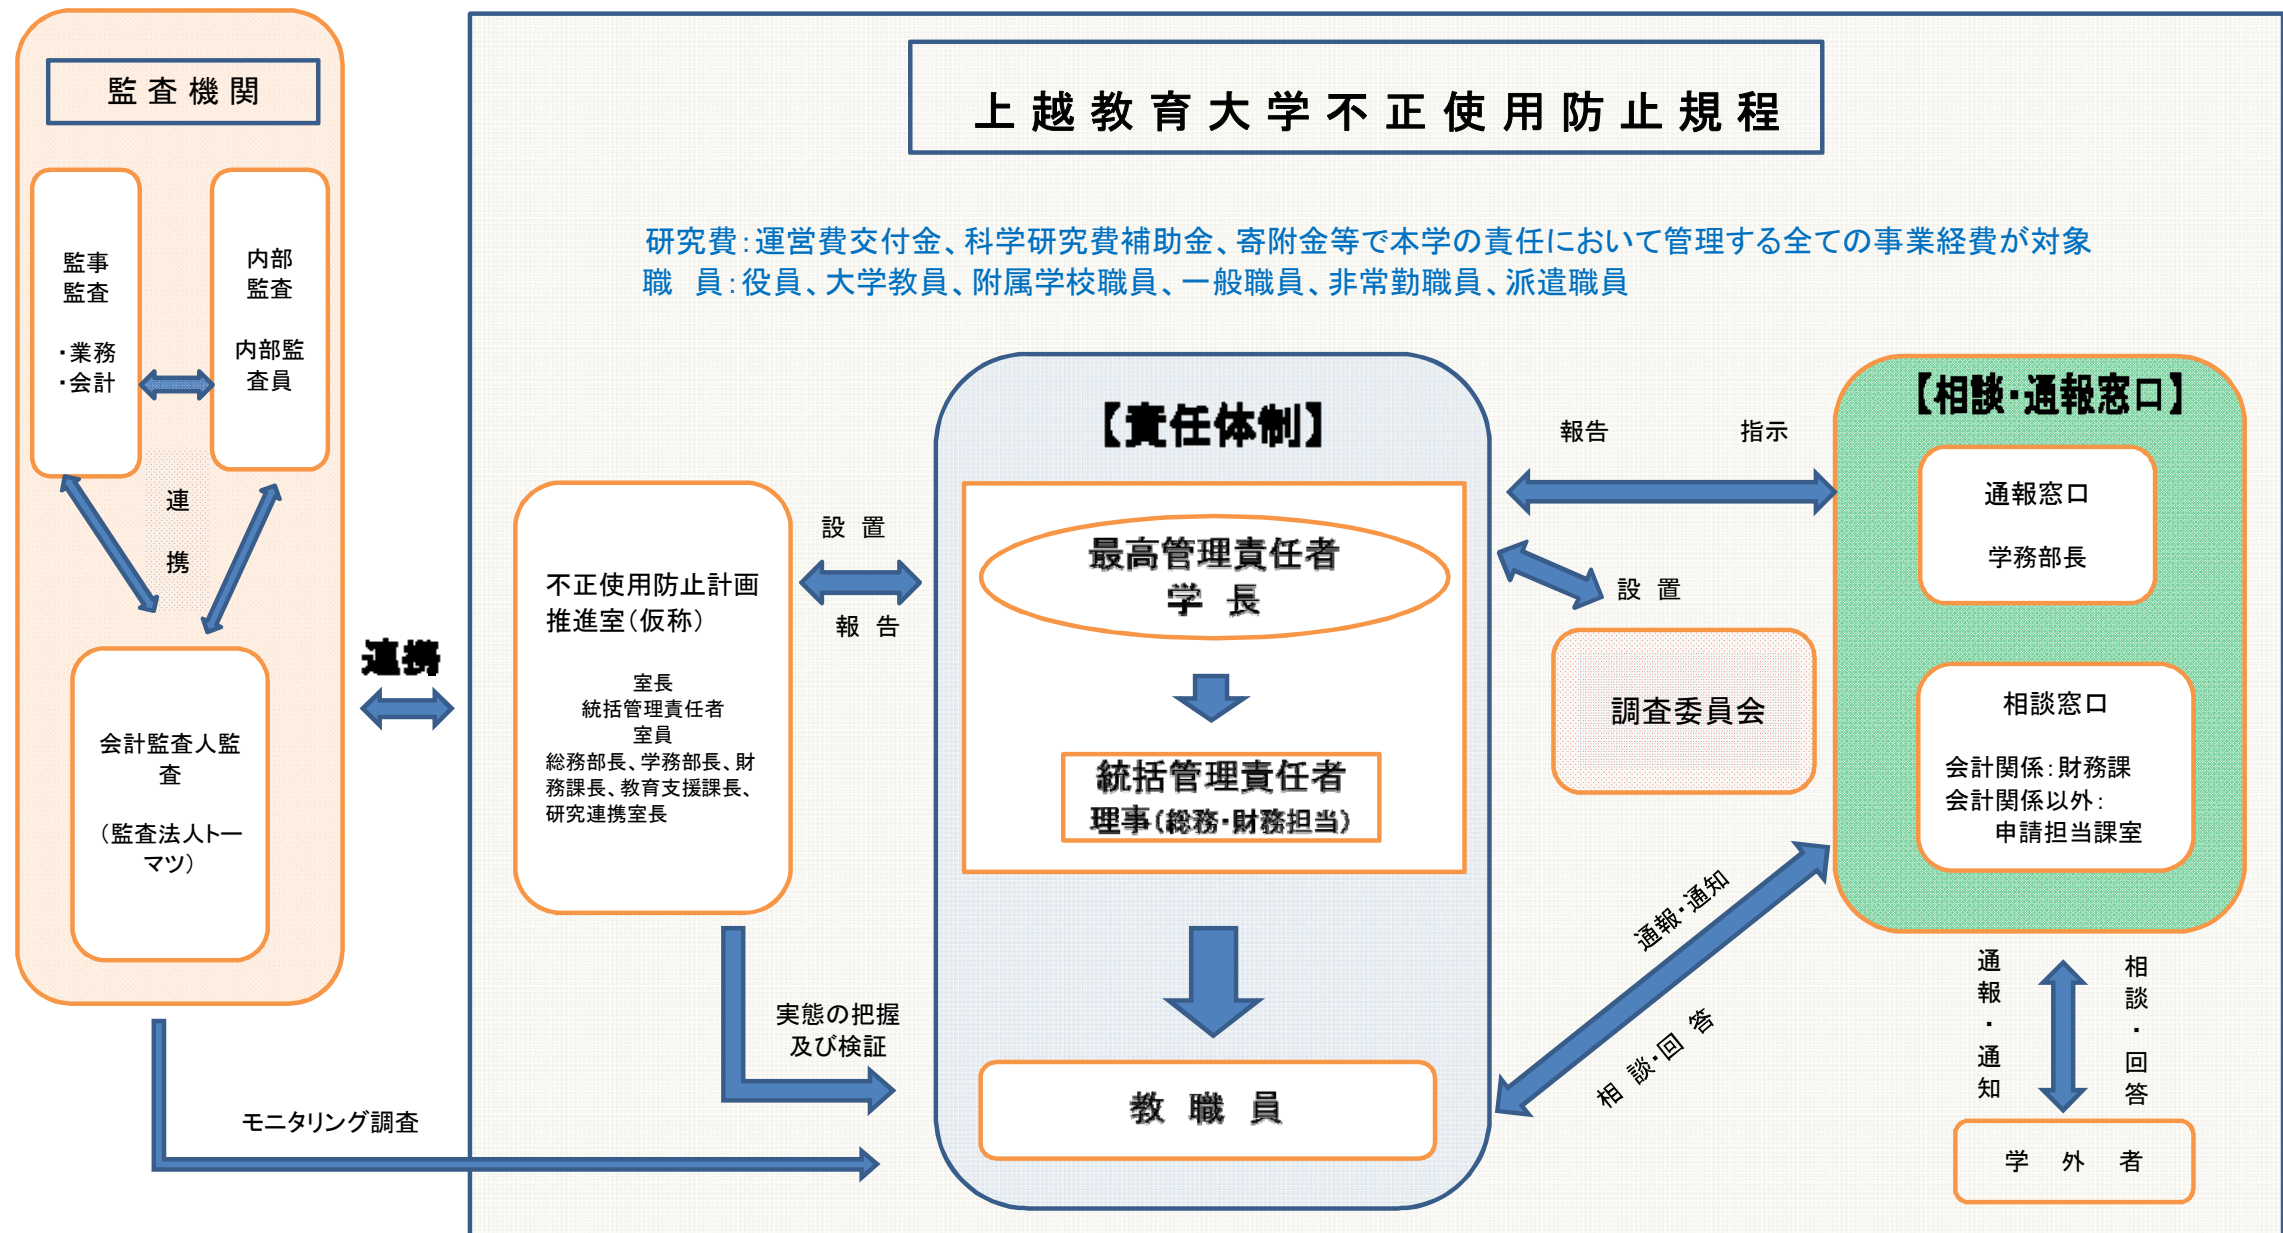 監査機関
監事
監査
・業務
・会計
内部
監査
内部監
査員
連
携
会計監査人監
査
(監査法人トー
マツ)
連携
モニタリング調査
上越教育大学不正使用防止規程
研究費：運営費交付金、科学研究費補助金、寄附金等で本学の責任において管理する全ての事業経費が対象
職　員：役員、大学教員、附属学校職員、一般職員、非常勤職員、派遣職員
不正使用防止計画
推進室(仮称)
室長
統括管理責任者
室員
総務部長、学務部長、財
務課長、教育支援課長、
研究連携室長
設　置
報　告
実態の把握
及び検証
【責任体制】
最高管理責任者
学　長
統括管理責任者
理事(総務・財務担当)
教　職　員
報告　指示
設　置
調査委員会
通報・通知
相　談・回　答
【相談・通報窓口】
通報窓口
学務部長
相談窓口
会計関係：財務課
会計関係以外：
申請担当課室
通報・通知
相談・回答
学　外　者